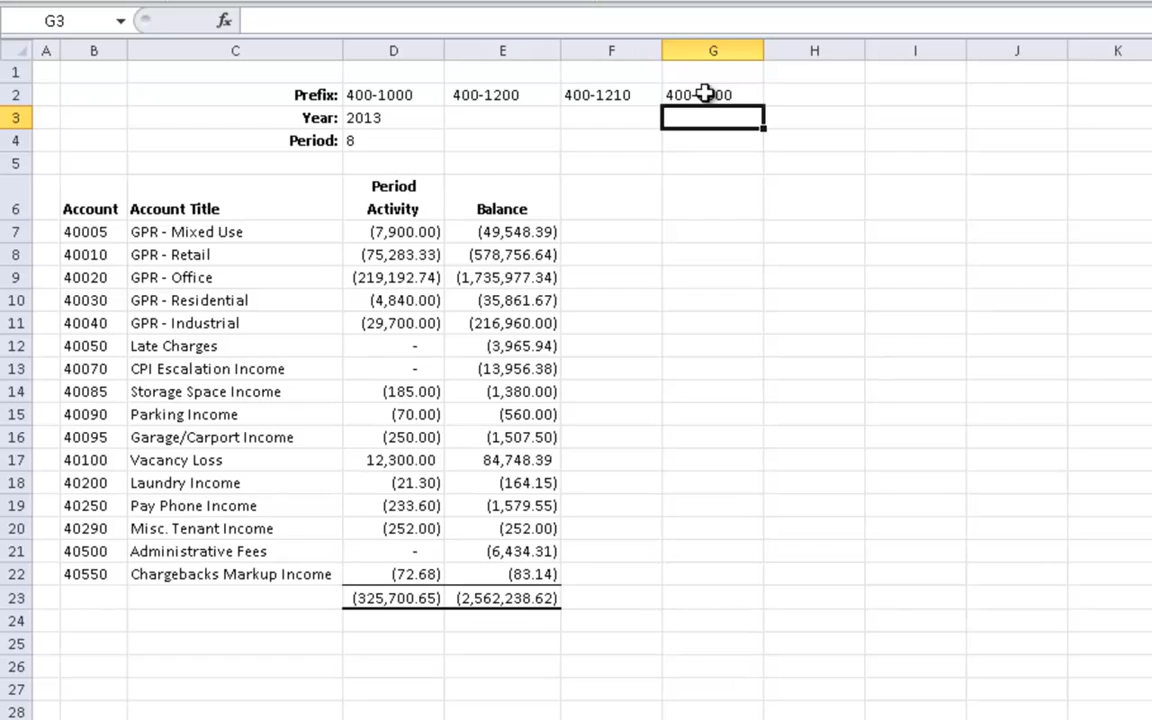 G3 fx
A B C D E F G H I J K
1
2 Prefix: 400-1000 400-1200 400-1210
3 Year: 2013
4 Period: 8
5
Period
6 Account Account Title Activity Balance
7 40005 GPR - Mixed Use (7,900.00) (49,548.39)
8 40010 GPR - Retail (75,283.33) (578,756.64)
9 40020 GPR - Office (219,192.74) (1,735,977.34)
10 40030 GPR - Residential (4,840.00) (35,861.67)
11 40040 GPR - Industrial (29,700.00) (216,960.00)
12 40050 Late Charges - (3,965.94)
13 40070 CPI Escalation Income - (13,956.38)
14 40085 Storage Space Income (185.00) (1,380.00)
15 40090 Parking Income (70.00) (560.00)
16 40095 Garage/Carport Income (250.00) (1,507.50)
17 40100 Vacancy Loss 12,300.00 84,748.39
18 40200 Laundry Income (21.30) (164.15)
19 40250 Pay Phone Income (233.60) (1,579.55)
20 40290 Misc. Tenant Income (252.00) (252.00)
21 40500 Administrative Fees - (6,434.31)
22 40550 Chargebacks Markup Income (72.68) (83.14)
23 (325,700.65) (2,562,238.62)
24
25
26
27
28